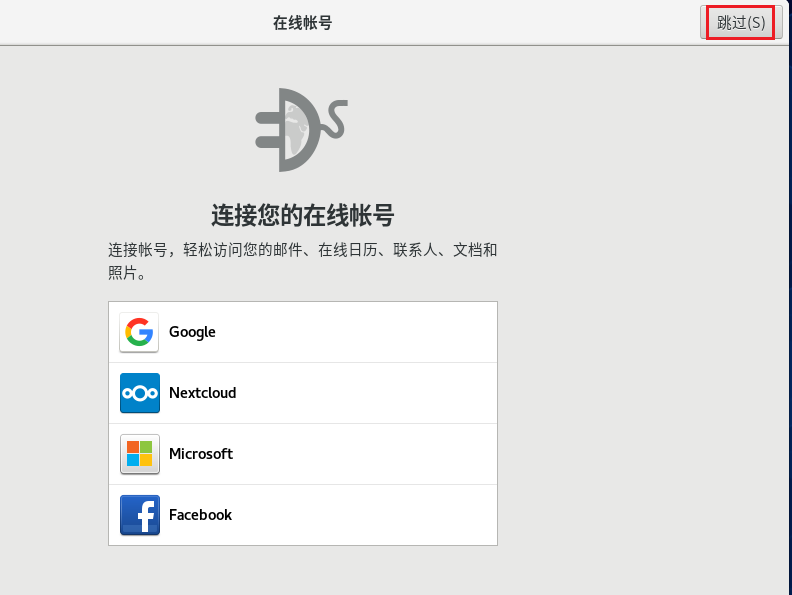 在线帐号
跳过(S)
连接您的在线帐号
连接帐号，轻松访问您的邮件、在线日历、联系人、文档和
照片。
Google
Nextcloud
Microsoft
Facebook